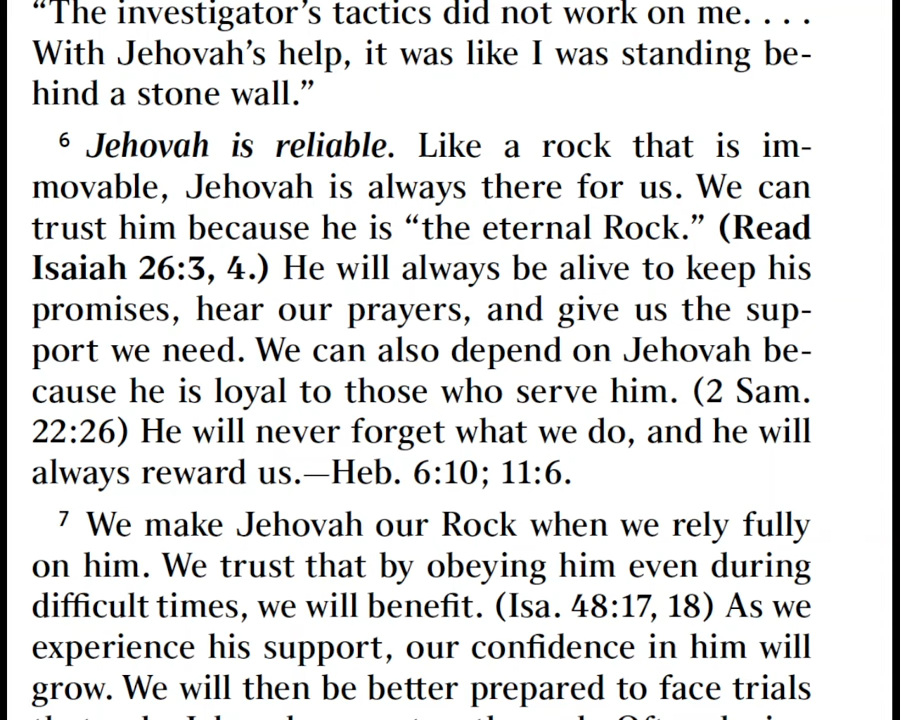 “The investigator’s tactics did not work on me. . . .
With Jehovah’s help, it was like I was standing be-
hind a stone wall.”
6 Jehovah is reliable. Like a rock that is im-
movable, Jehovah is always there for us. We can
trust him because he is “the eternal Rock.” (Read
Isaiah 26:3, 4.) He will always be alive to keep his
promises, hear our prayers, and give us the sup-
port we need. We can also depend on Jehovah be-
cause he is loyal to those who serve him. (2 Sam.
22:26) He will never forget what we do, and he will
always reward us.—Heb. 6:10; 11:6.
7 We make Jehovah our Rock when we rely fully
on him. We trust that by obeying him even during
difficult times, we will benefit. (Isa. 48:17, 18) As we
experience his support, our confidence in him will
grow. We will then be better prepared to face trials